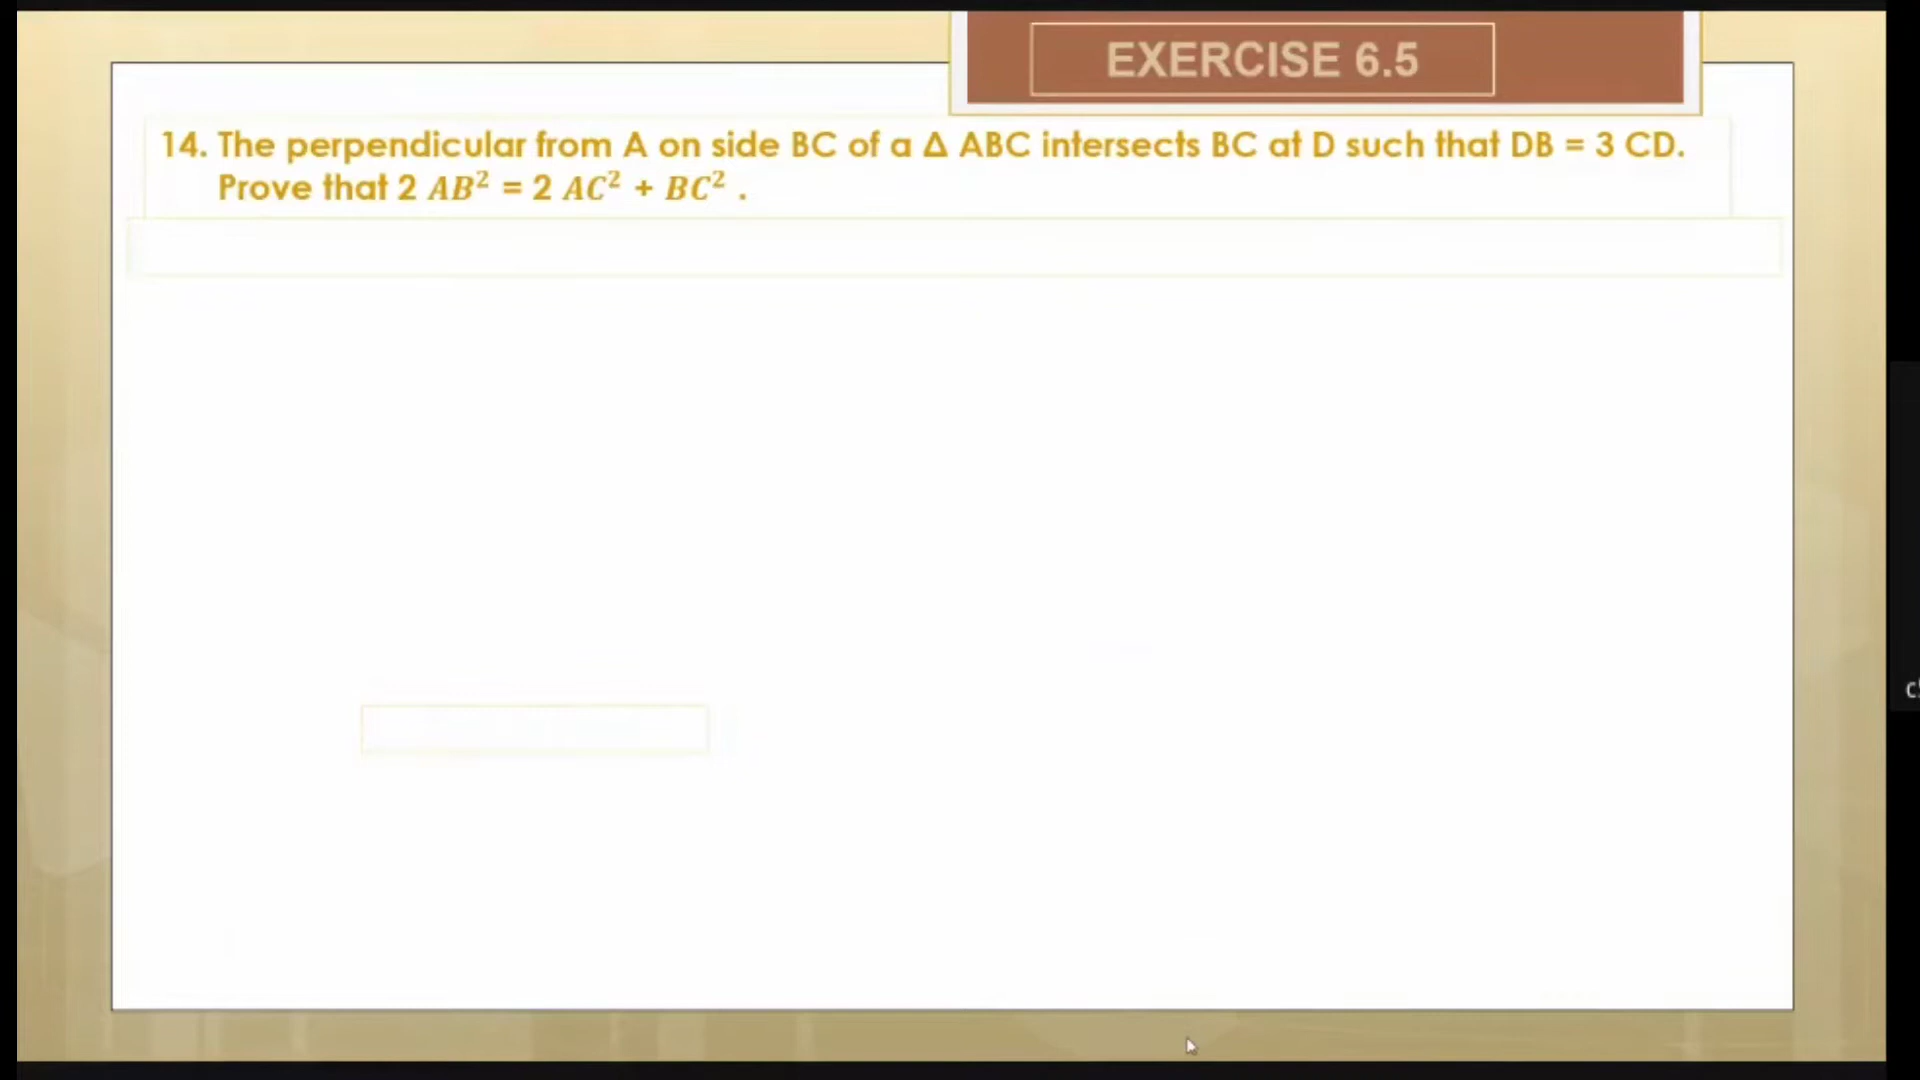 EXERCISE 6.5
14. The perpendicular from A on side BC of a Δ ABC intersects BC at D such that DB = 3 CD.
Prove that 2 AB² = 2 AC² + BC² .